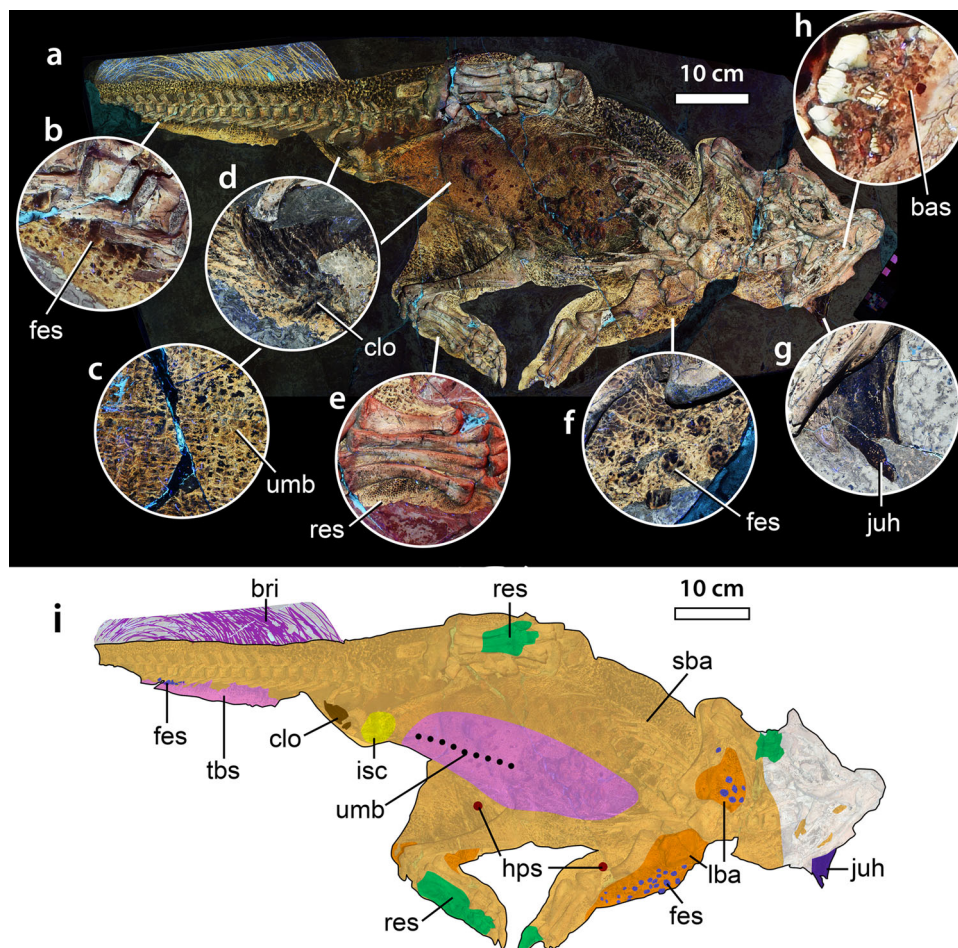 a
h
10 cm
b
d
bas
fes
clo
c
e
f
g
umb
res
fes
juh
i
bri
res
10 cm
sba
fes
tbs
clo
isc
umb
hps
lba
juh
res
fes